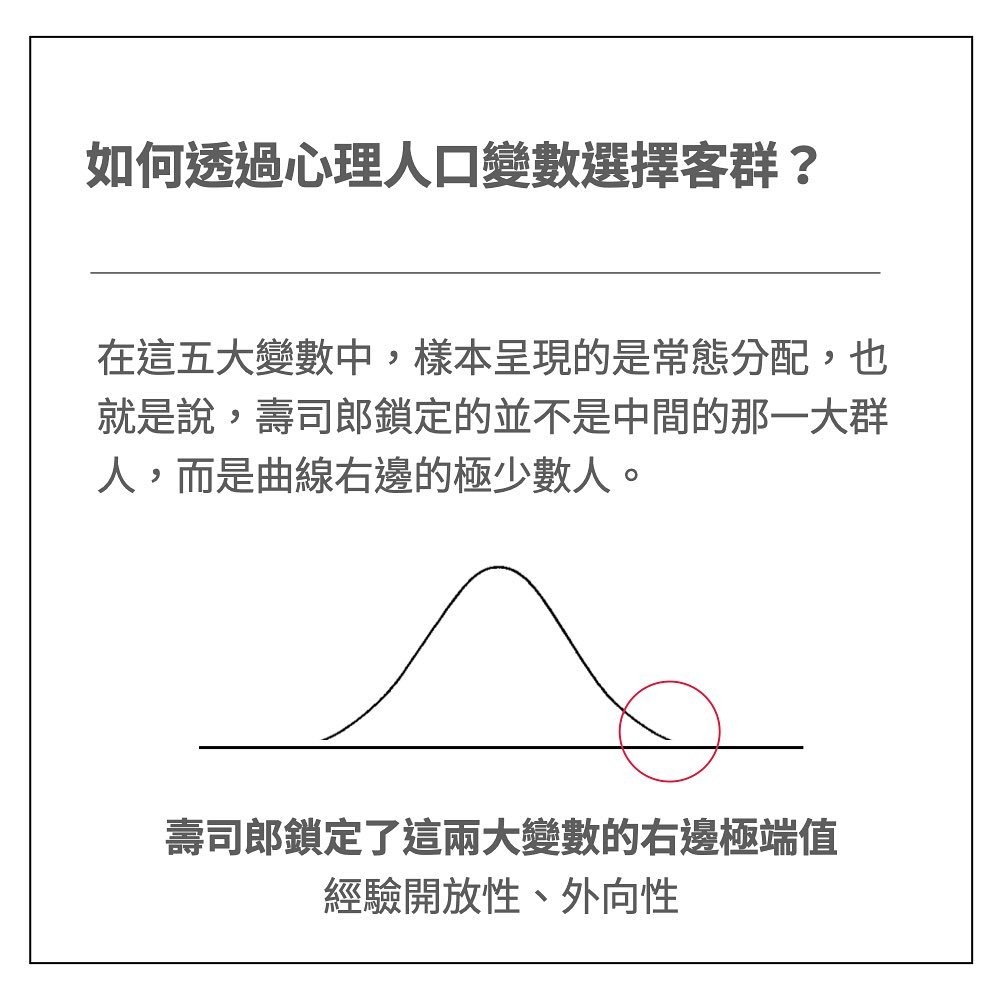 如何透過心理人口變數選擇客群？
在這五大變數中，樣本呈現的是常態分配，也
就是說，壽司郎鎖定的並不是中間的那一大群
人，而是曲線右邊的極少數人。
壽司郎鎖定了這兩大變數的右邊極端值
經驗開放性、外向性